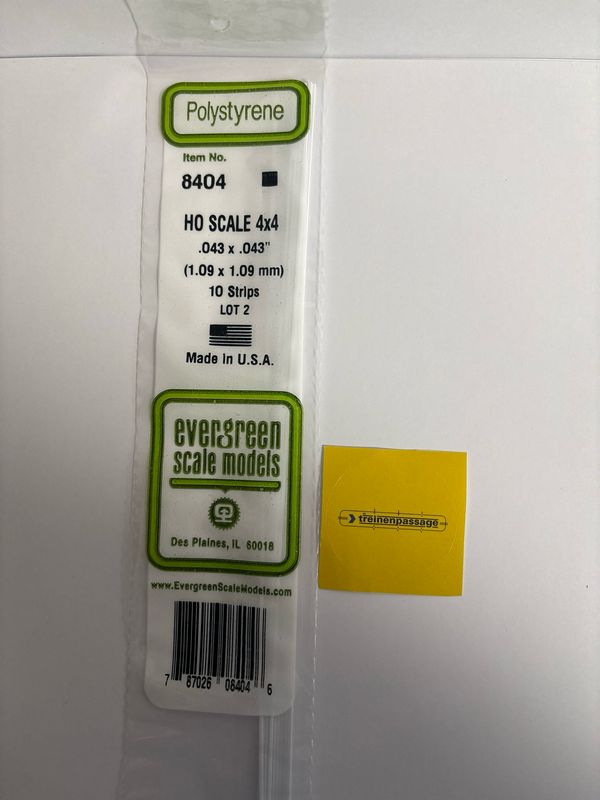 Polystyrene
Item No.
8404
HO SCALE 4x4
.043 x .043"
(1.09 x 1.09 mm)
10 Strips
LOT 2
Made in U.S.A.
evergreen
scale models
Des Plaines, IL 60018
www.EvergreenScaleModels.com
7 87026 08404 6
treinenpassage